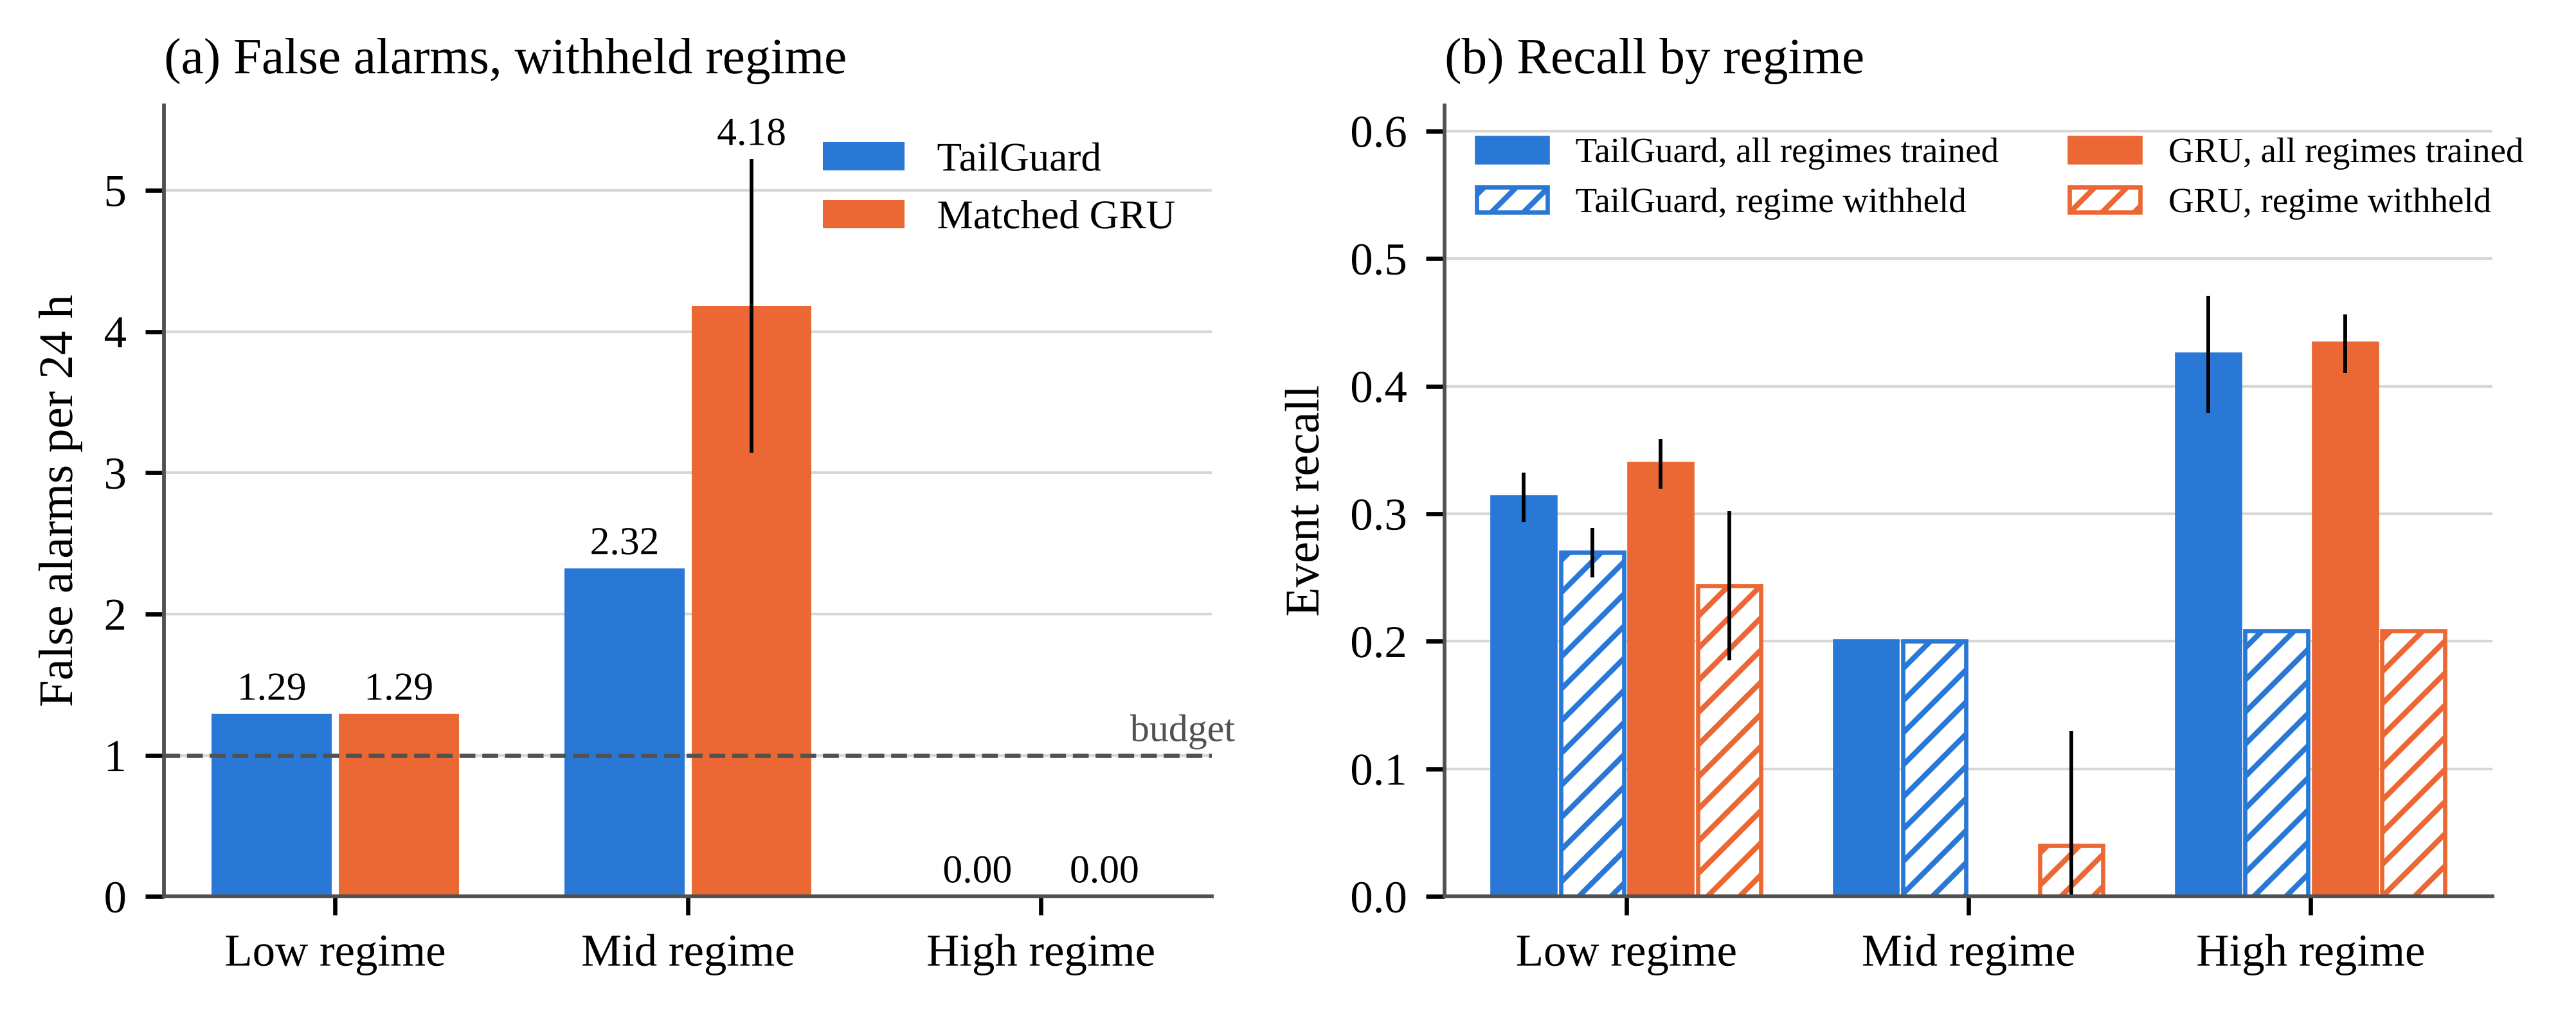 (a) False alarms, withheld regime
False alarms per 24 h
5
4
3
2
1
0
4.18
2.32
1.29
1.29
0.00
0.00
TailGuard
Matched GRU
budget
Low regime
Mid regime
High regime
(b) Recall by regime
Event recall
0.6
0.5
0.4
0.3
0.2
0.1
0.0
TailGuard, all regimes trained
TailGuard, regime withheld
GRU, all regimes trained
GRU, regime withheld
Low regime
Mid regime
High regime